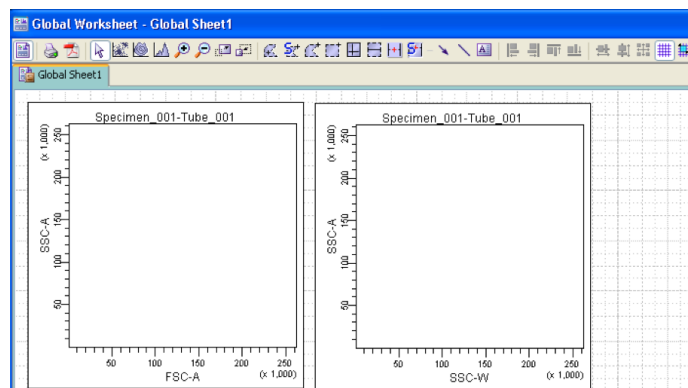 Global Worksheet - Global Sheet1
Global Sheet1
Specimen_001-Tube_001
SSC-A
(x 1,000)
50 100 150 200 250
50 100 150 200 250
FSC-A
(x 1,000)
Specimen_001-Tube_001
SSC-A
(x 1,000)
50 100 150 200 250
50 100 150 200 250
SSC-W
(x 1,000)